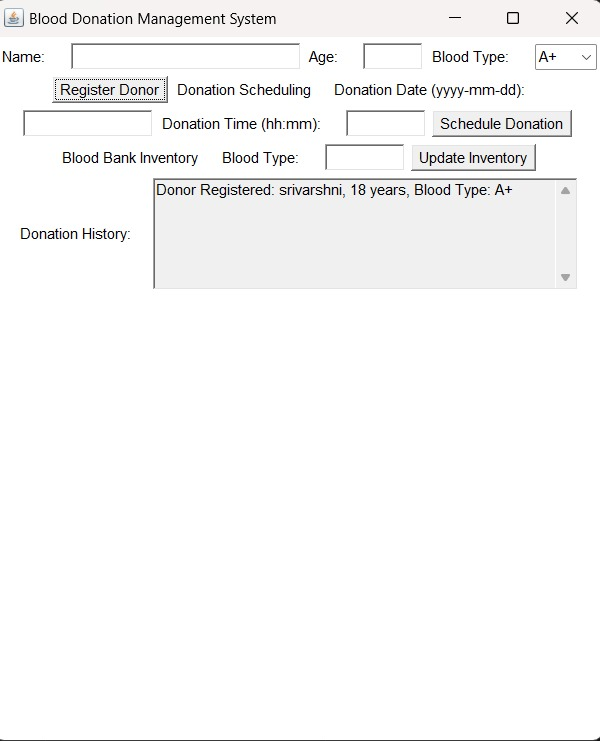 Blood Donation Management System
Name: Age: Blood Type: A+
Register Donor Donation Scheduling Donation Date (yyyy-mm-dd):
Donation Time (hh:mm): Schedule Donation
Blood Bank Inventory Blood Type: Update Inventory
Donor Registered: srivarshni, 18 years, Blood Type: A+
Donation History: